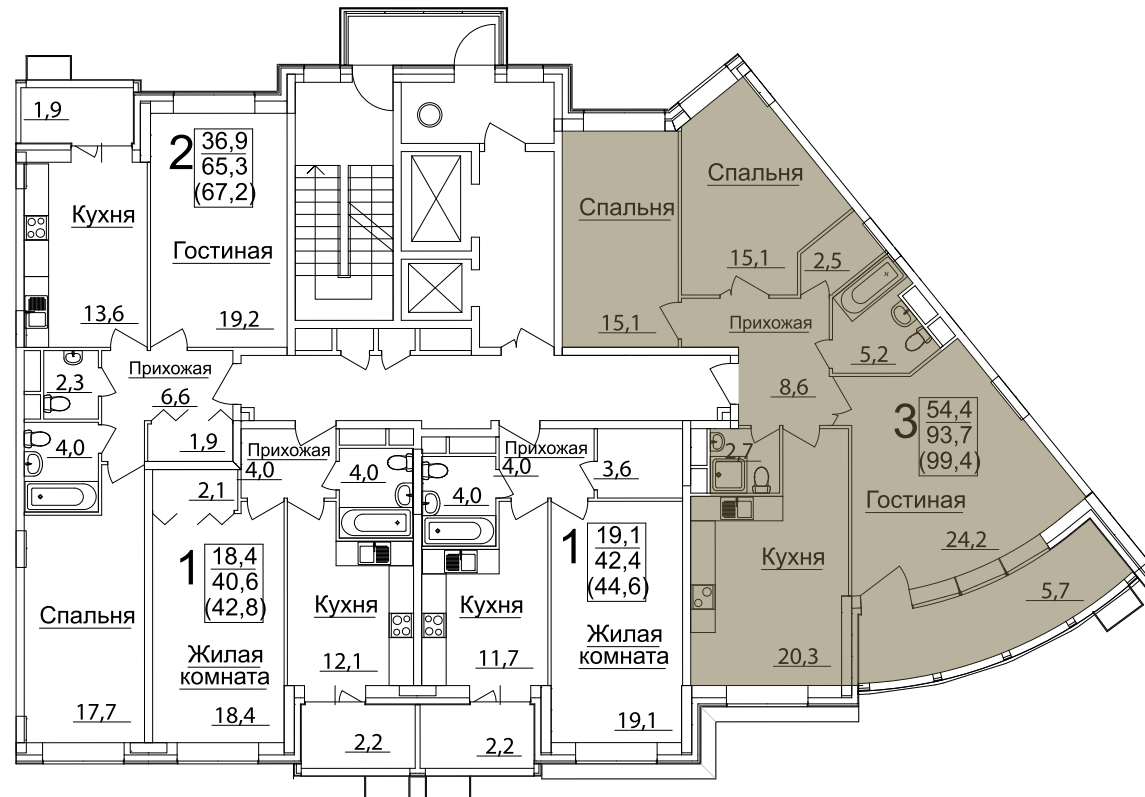 1,9
2
36,9
65,3
(67,2)
Кухня
Гостиная
13,6
19,2
Спальня
15,1
Спальня
15,1
2,5
Прихожая
5,2
8,6
3
54,4
93,7
(99,4)
Гостиная
24,2
5,7
2,7
Кухня
20,3
Прихожая
6,6
2,3
4,0
1,9
Спальня
17,7
Прихожая
4,0
2,1
4,0
1
18,4
40,6
(42,8)
Жилая
комната
18,4
Кухня
12,1
2,2
Прихожая
4,0
3,6
4,0
1
19,1
42,4
(44,6)
Кухня
11,7
Жилая
комната
19,1
2,2